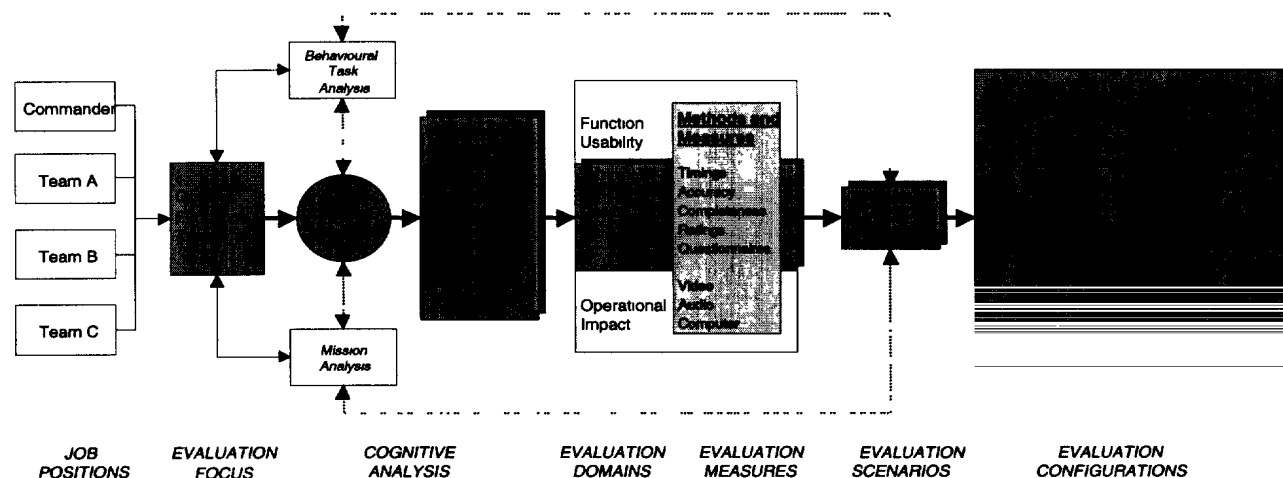 Behavioural
Task
Analysis
Commander
Team A
Team B
Team C
Function
Usability
Methods and
Measures
Timings
Accuracy
Completeness
Ratings
Questionnaires
Video
Audio
Computer
Operational
Impact
Mission
Analysis
JOB
POSITIONS
EVALUATION
FOCUS
COGNITIVE
ANALYSIS
EVALUATION
DOMAINS
EVALUATION
MEASURES
EVALUATION
SCENARIOS
EVALUATION
CONFIGURATIONS